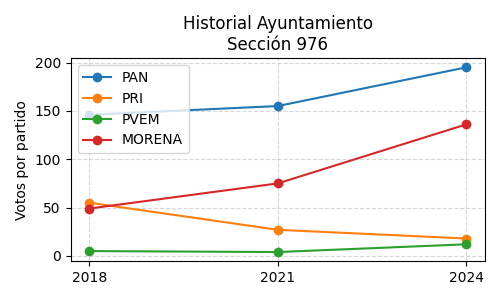 Historial Ayuntamiento
Sección 976
Votos por partido
200
150
100
50
0
PAN
PRI
PVEM
MORENA
2018
2021
2024